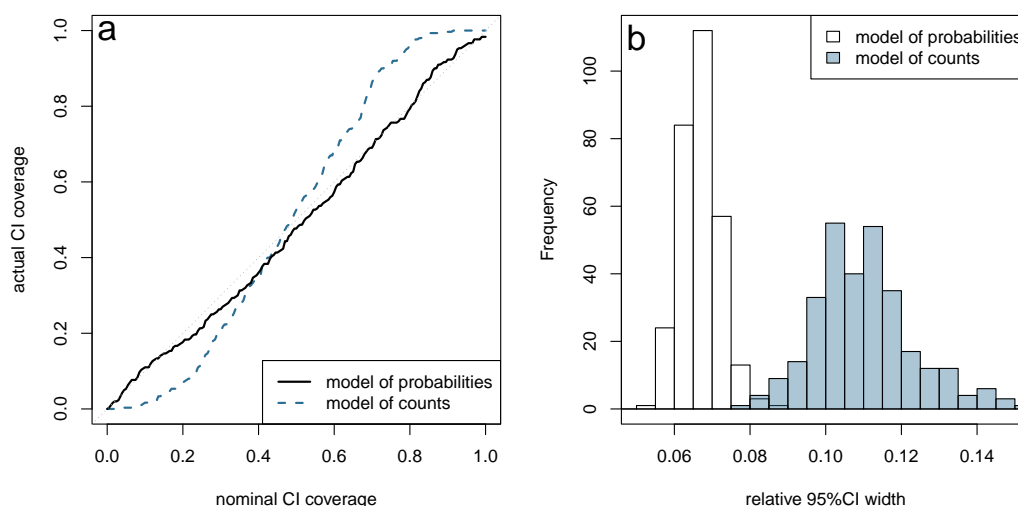 a
1.0
0.8
0.6
0.4
0.2
0.0
actual CI coverage
model of probabilities
model of counts
0.0 0.2 0.4 0.6 0.8 1.0
nominal CI coverage
b
model of probabilities
model of counts
100
80
60
40
20
0
Frequency
0.06 0.08 0.10 0.12 0.14
relative 95%CI width